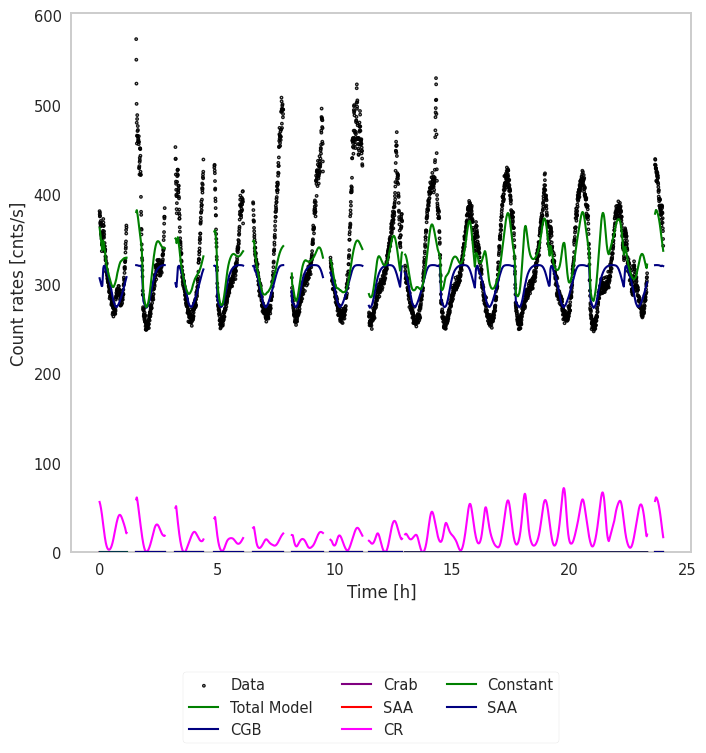 600
500
400
300
200
100
0
Count rates [cnts/s]
0 5 10 15 20 25
Time [h]
Data Crab Constant
Total Model SAA SAA
CGB CR